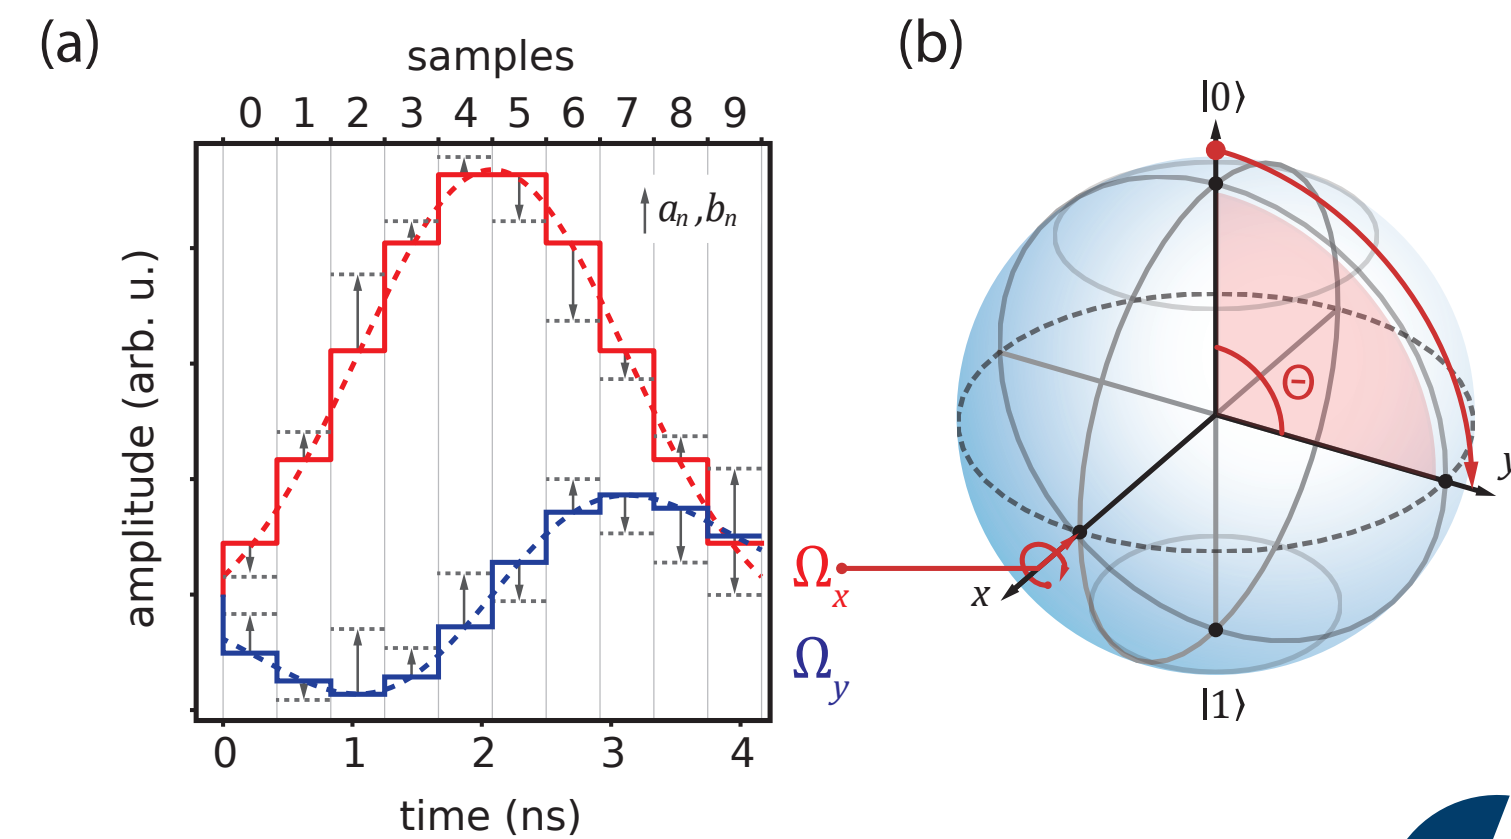 (a)
samples
0 1 2 3 4 5 6 7 8 9
amplitude (arb. u.)
aₙ,bₙ
0 1 2 3 4
time (ns)
Ωₓ
Ω_y
(b)
|0⟩
Θ
y
x
|1⟩